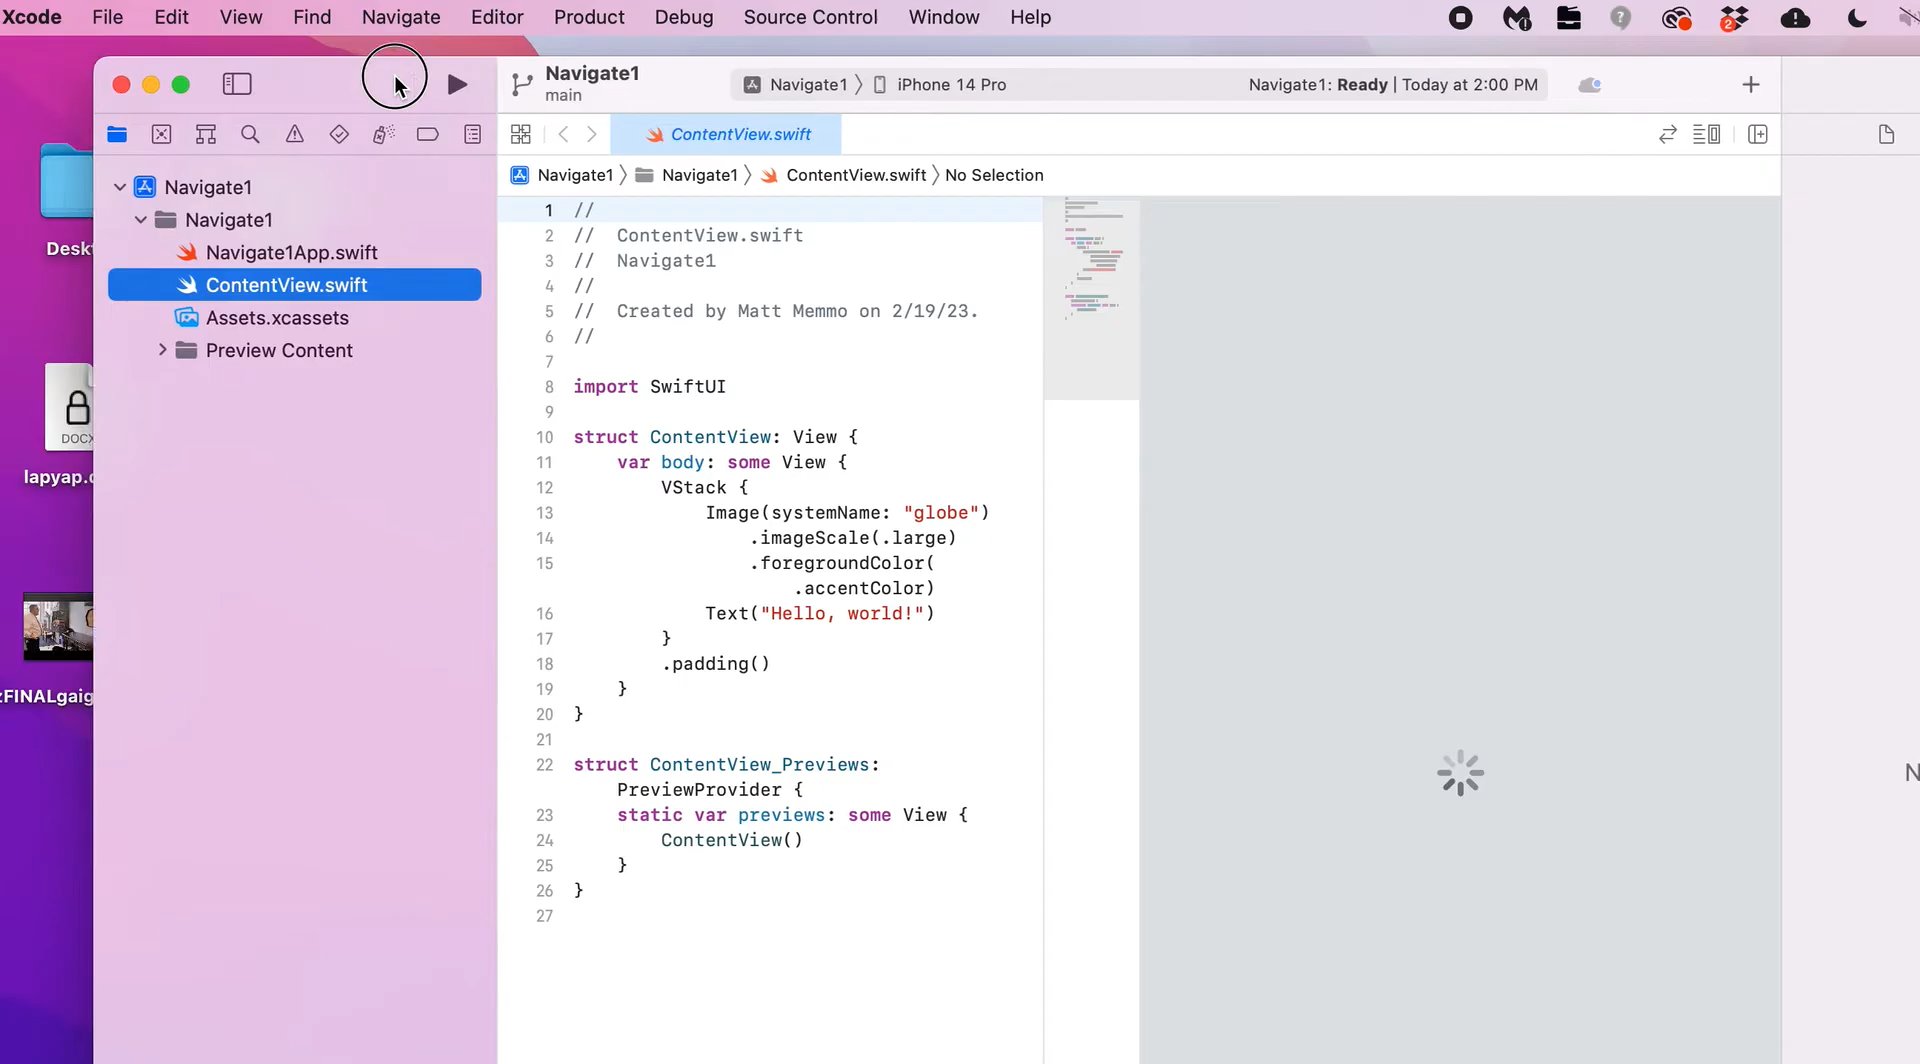 Xcode File Edit View Find Navigate Editor Product Debug Source Control Window Help
2
Navigate1
main
Navigate1 〉 iPhone 14 Pro
Navigate1: Ready | Today at 2:00 PM
ContentView.swift
Navigate1 〉 Navigate1 〉 ContentView.swift 〉 No Selection
Navigate1
Navigate1
Navigate1App.swift
ContentView.swift
Assets.xcassets
Preview Content
Deskt
DOCX
lapyap.
zFINALgaig
1 //
2 //  ContentView.swift
3 //  Navigate1
4 //
5 //  Created by Matt Memmo on 2/19/23.
6 //
7
8 import SwiftUI
9
10 struct ContentView: View {
11     var body: some View {
12         VStack {
13             Image(systemName: "globe")
14                 .imageScale(.large)
15                 .foregroundColor(
                    .accentColor)
16             Text("Hello, world!")
17         }
18         .padding()
19     }
20 }
21
22 struct ContentView_Previews:
    PreviewProvider {
23     static var previews: some View {
24         ContentView()
25     }
26 }
27
N